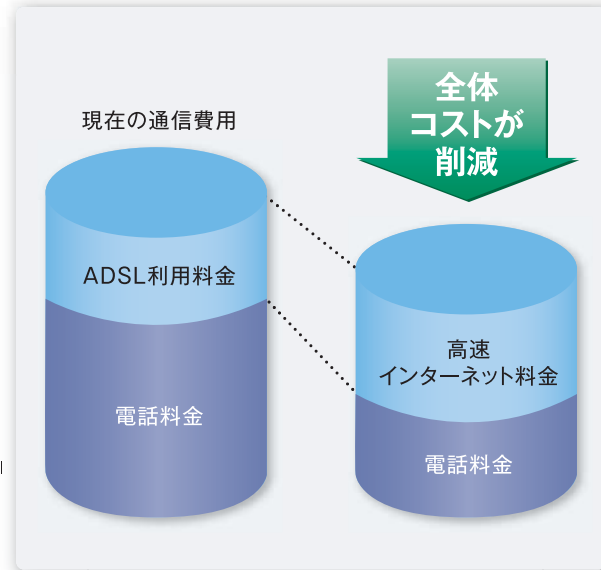 現在の通信費用
ADSL利用料金
電話料金
全体
コストが
削減
高速
インターネット料金
電話料金